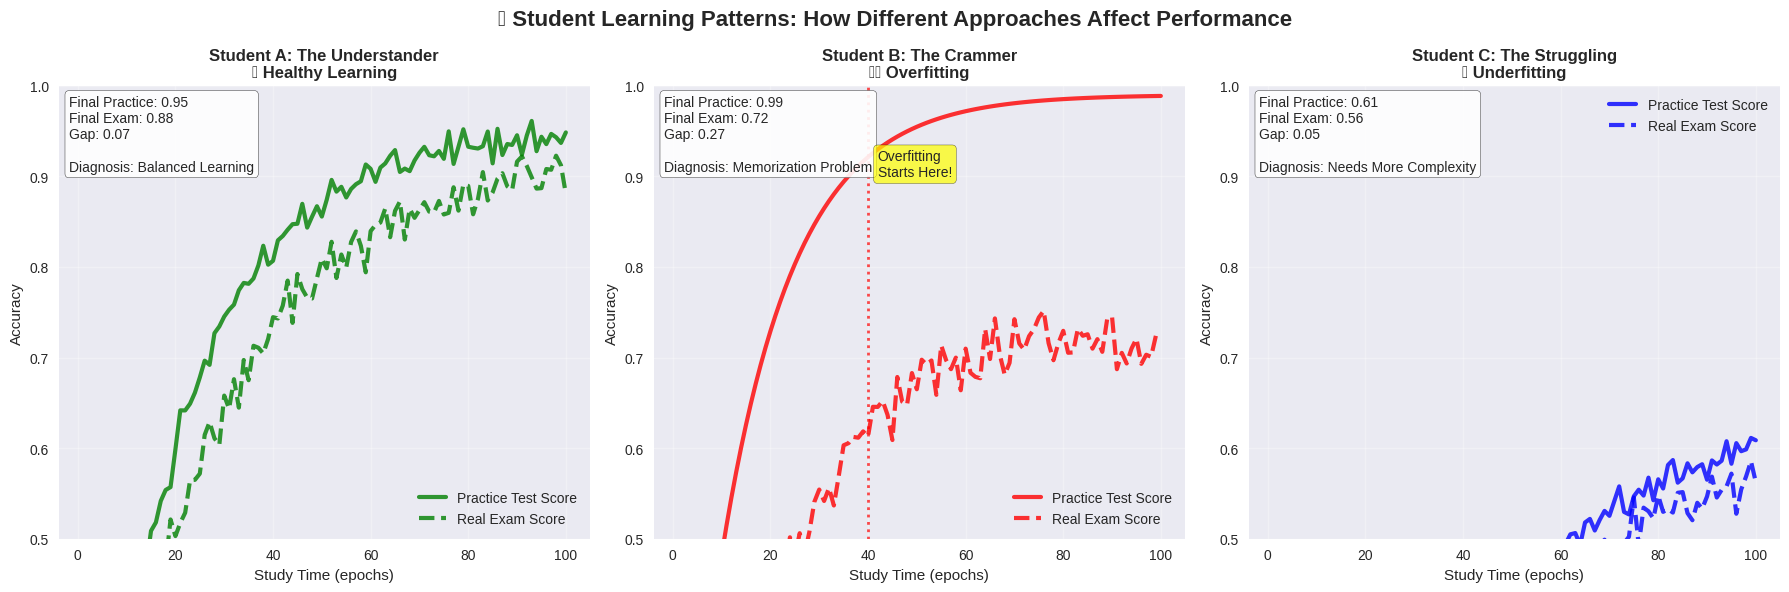 Student Learning Patterns: How Different Approaches Affect Performance
Student A: The Understander
Healthy Learning
Final Practice: 0.95
Final Exam: 0.88
Gap: 0.07
Diagnosis: Balanced Learning
Practice Test Score
Real Exam Score
Accuracy
1.0
0.9
0.8
0.7
0.6
0.5
0 20 40 60 80 100
Study Time (epochs)
Student B: The Crammer
Overfitting
Final Practice: 0.99
Final Exam: 0.72
Gap: 0.27
Diagnosis: Memorization Problem
Overfitting
Starts Here!
Practice Test Score
Real Exam Score
Accuracy
1.0
0.9
0.8
0.7
0.6
0.5
0 20 40 60 80 100
Study Time (epochs)
Student C: The Struggling
Underfitting
Final Practice: 0.61
Final Exam: 0.56
Gap: 0.05
Diagnosis: Needs More Complexity
Practice Test Score
Real Exam Score
Accuracy
1.0
0.9
0.8
0.7
0.6
0.5
0 20 40 60 80 100
Study Time (epochs)